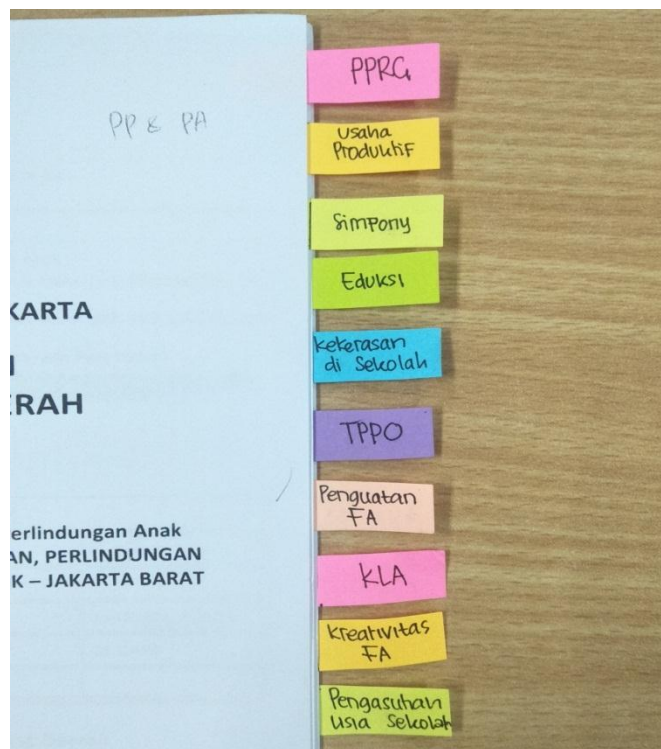 PPRG
PP & PA
usaha
Produktif
Simpony
Eduksi
KARTA
kekerasan
di Sekolah
RAH
TPPO
Penguatan
FA
erlindungan Anak
AN, PERLINDUNGAN
K – JAKARTA BARAT
KLA
kreativitas
FA
Pengasuhan
usia Sekolah